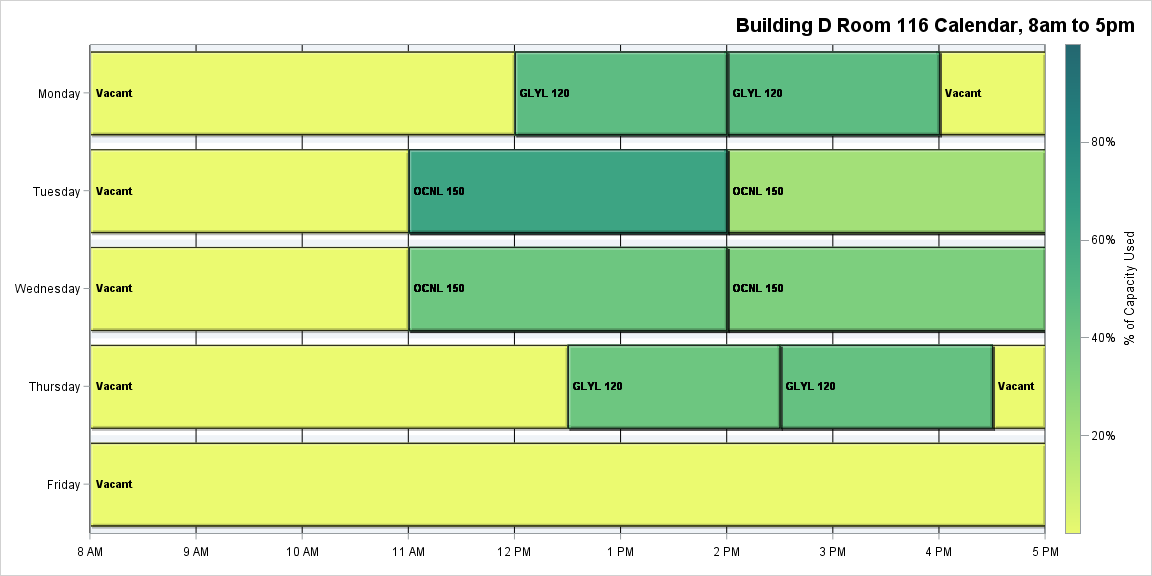 Building D Room 116 Calendar, 8am to 5pm
Monday
Vacant
GLYL 120
GLYL 120
Vacant
Tuesday
Vacant
OCNL 150
OCNL 150
Wednesday
Vacant
OCNL 150
OCNL 150
Thursday
Vacant
GLYL 120
GLYL 120
Vacant
Friday
Vacant
8 AM
9 AM
10 AM
11 AM
12 PM
1 PM
2 PM
3 PM
4 PM
5 PM
80%
60%
40%
20%
% of Capacity Used